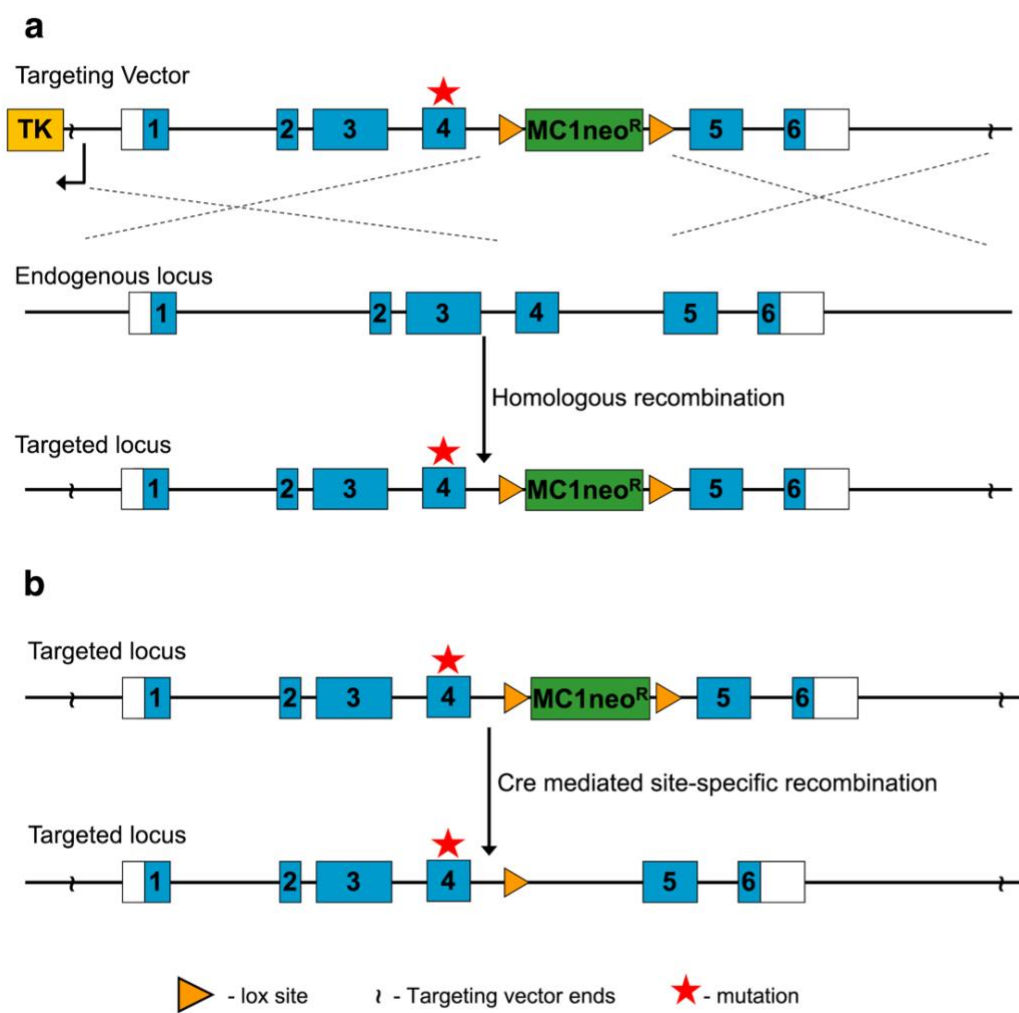 a
Targeting Vector
TK 1 2 3 4 MC1neoR 5 6
Endogenous locus
1 2 3 4 5 6
Homologous recombination
Targeted locus
1 2 3 4 MC1neoR 5 6
b
Targeted locus
1 2 3 4 MC1neoR 5 6
Cre mediated site-specific recombination
Targeted locus
1 2 3 4 5 6
- lox site ~ - Targeting vector ends - mutation